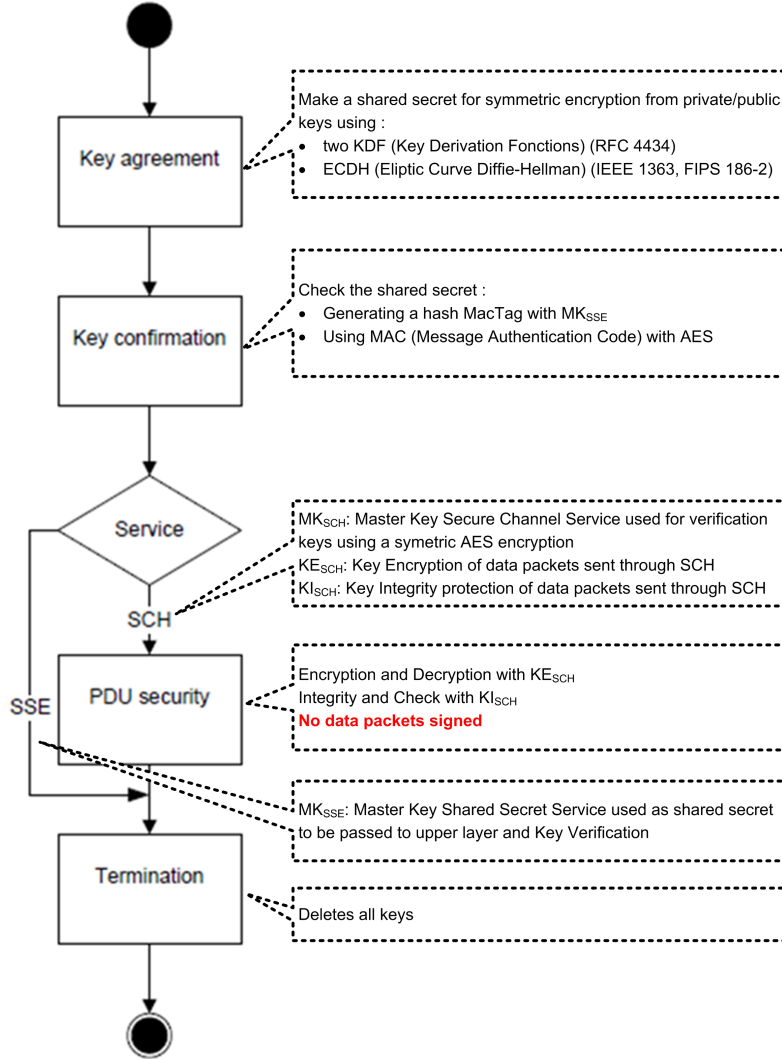 Key agreement
Make a shared secret for symmetric encryption from private/public
keys using :
• two KDF (Key Derivation Fonctions) (RFC 4434)
• ECDH (Eliptic Curve Diffie-Hellman) (IEEE 1363, FIPS 186-2)
Key confirmation
Check the shared secret :
• Generating a hash MacTag with MKSSE
• Using MAC (Message Authentication Code) with AES
Service
MKSCH: Master Key Secure Channel Service used for verification
keys using a symetric AES encryption
KESCH: Key Encryption of data packets sent through SCH
KISCH: Key Integrity protection of data packets sent through SCH
SCH
PDU security
Encryption and Decryption with KESCH
Integrity and Check with KISCH
No data packets signed
SSE
MKSSE: Master Key Shared Secret Service used as shared secret
to be passed to upper layer and Key Verification
Termination
Deletes all keys